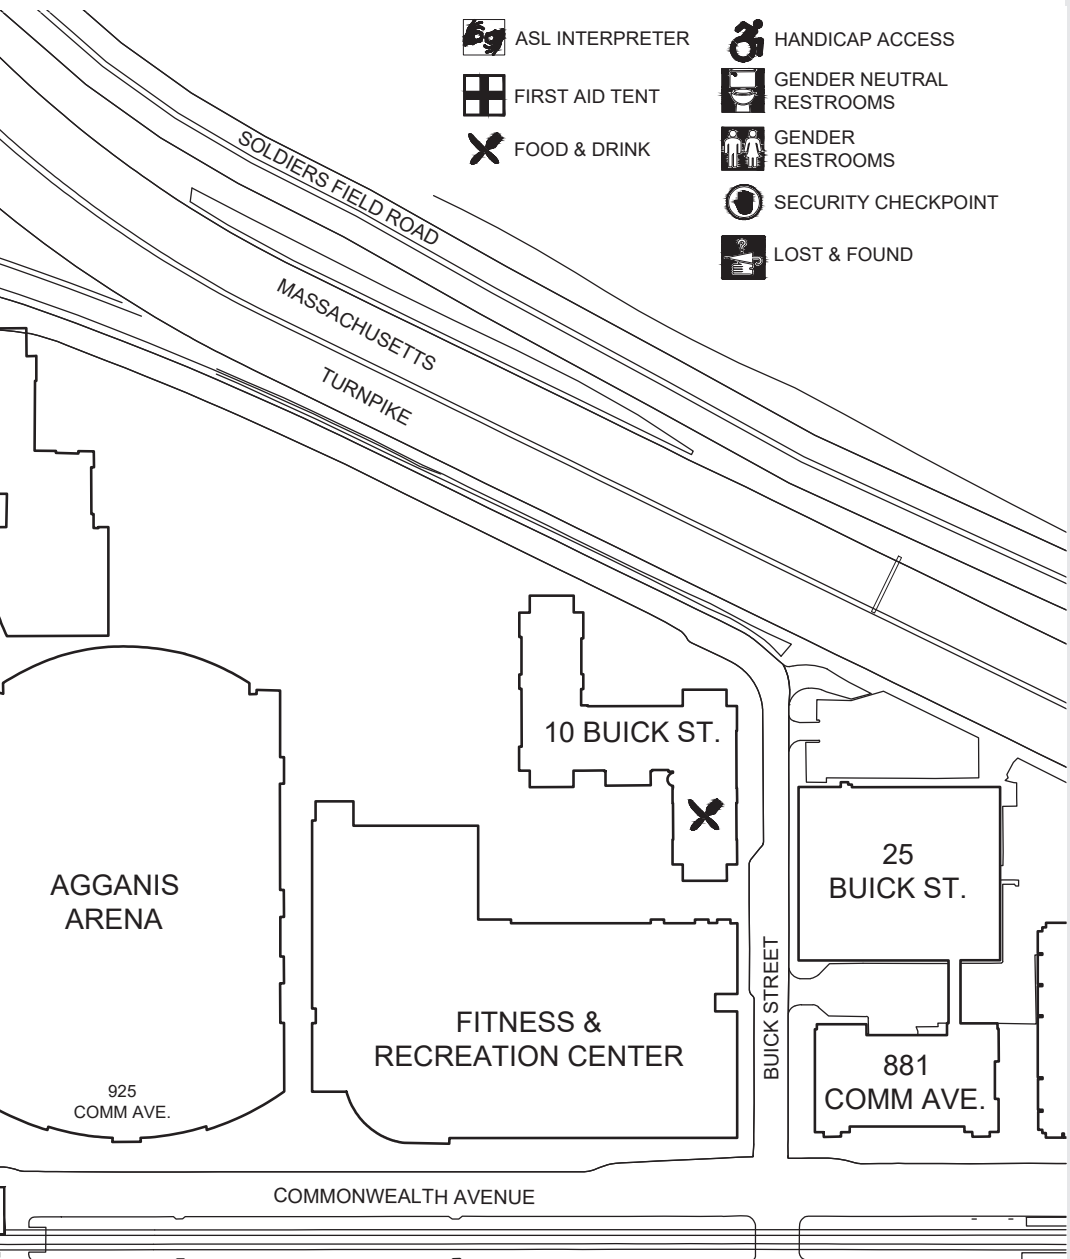 ASL INTERPRETER
FIRST AID TENT
FOOD & DRINK
HANDICAP ACCESS
GENDER NEUTRAL
RESTROOMS
GENDER
RESTROOMS
SECURITY CHECKPOINT
LOST & FOUND
SOLDIERS FIELD ROAD
MASSACHUSETTS
TURNPIKE
10 BUICK ST.
25
BUICK ST.
AGGANIS
ARENA
FITNESS &
RECREATION CENTER
BUICK STREET
881
COMM AVE.
925
COMM AVE.
COMMONWEALTH AVENUE